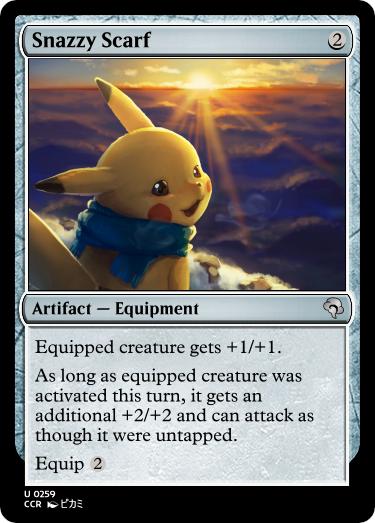 Snazzy Scarf 2
Artifact — Equipment
Equipped creature gets +1/+1.
As long as equipped creature was
activated this turn, it gets an
additional +2/+2 and can attack as
though it were untapped.
Equip 2
U 0259
CCR ピカミ